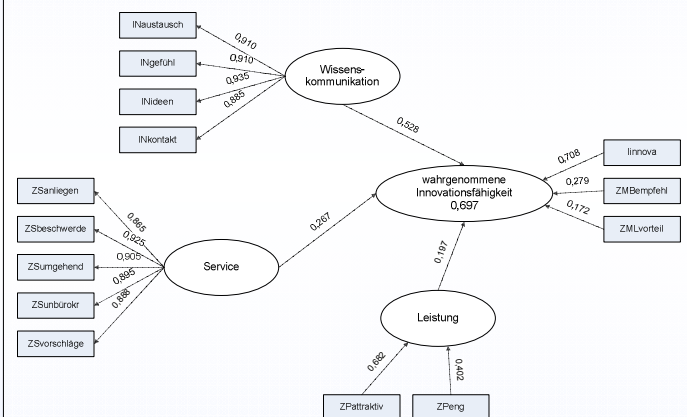 INaustausch
0,910
INgefühl
0,910
INideen
0,935
INkontakt
0,885
Wissens-
kommunikation
0,528
wahrgenommene
Innovationsfähigkeit
0,697
Iinnova
0,708
ZMBempfehl
0,279
ZMLvorteil
0,172
ZSanliegen
0,865
ZSbeschwerde
0,925
ZSumgehend
0,905
ZSunbürokr
0,895
ZSvorschläge
0,888
Service
0,267
0,197
Leistung
0,682
0,402
ZPattraktiv
ZPeng